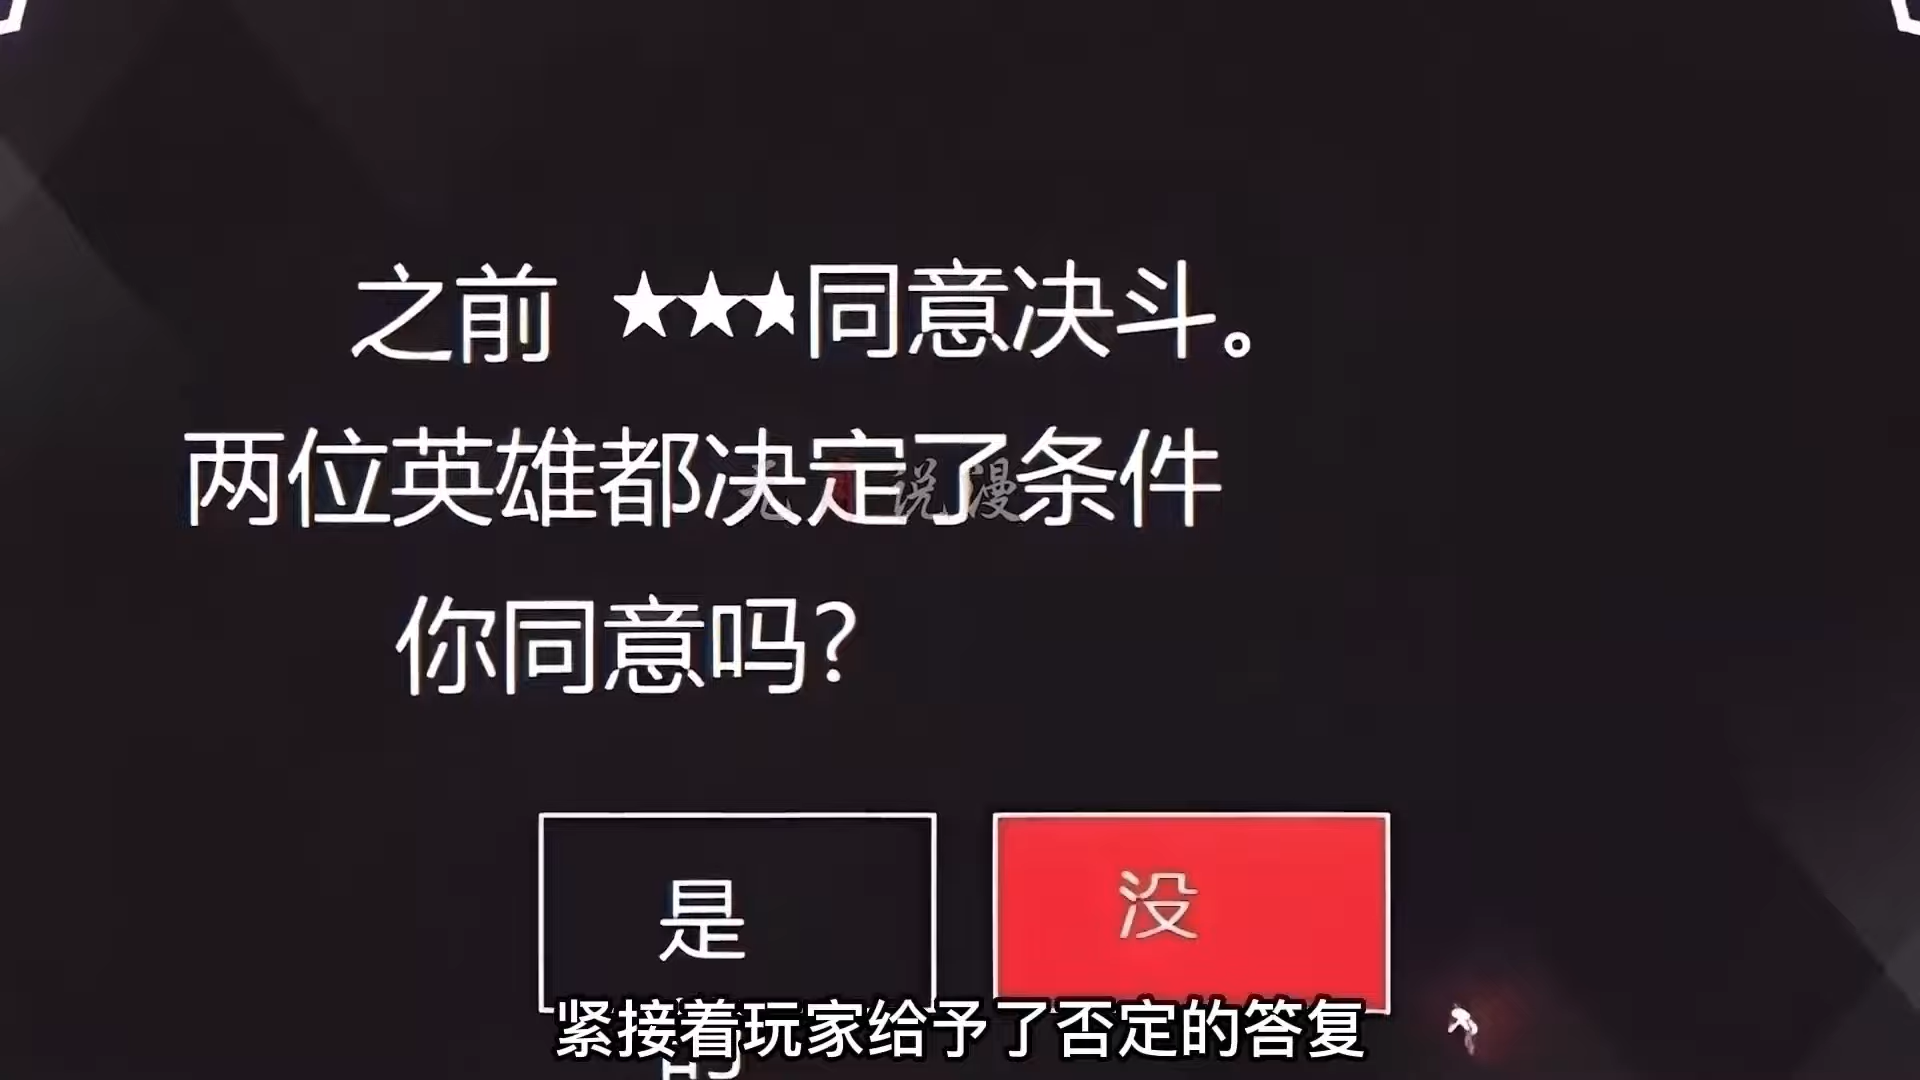 之前 ★★★同意决斗。
两位英雄都决定了条件
你同意吗?
是的
没
紧接着玩家给予了否定的答复